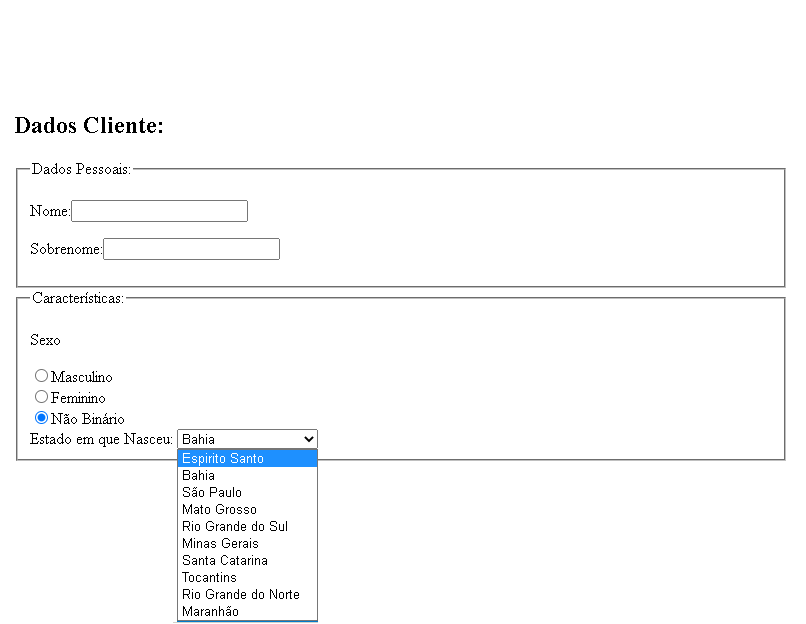 Dados Cliente:
Dados Pessoais:
Nome:
Sobrenome:
Características:
Sexo
Masculino
Feminino
Não Binário
Estado em que Nasceu: Bahia
Espirito Santo
Bahia
São Paulo
Mato Grosso
Rio Grande do Sul
Minas Gerais
Santa Catarina
Tocantins
Rio Grande do Norte
Maranhão